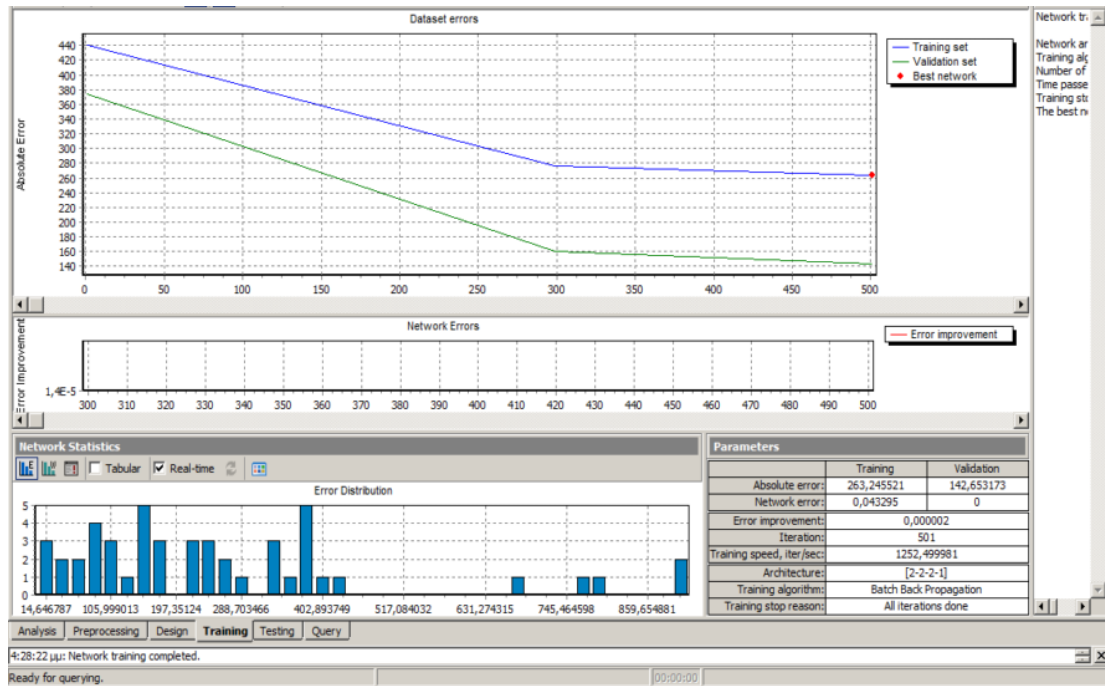 Dataset errors
Network tr
Absolute Error
440
420
400
380
360
340
320
300
280
260
240
220
200
180
160
140
0 50 100 150 200 250 300 350 400 450 500
Training set
Validation set
Best network
Network ar
Training alg
Number of
Time passe
Training sto
The best n
Network Errors
Error Improvement
1,4E-5
300 310 320 330 340 350 360 370 380 390 400 410 420 430 440 450 460 470 480 490 500
Error improvement
Network Statistics
Tabular Real-time
Error Distribution
5
4
3
2
1
0
14,646787 105,999013 197,35124 288,703466 402,893749 517,084032 631,274315 745,464598 859,654881
Parameters
Training Validation
Absolute error: 263,245521 142,653173
Network error: 0,043295 0
Error improvement: 0,000002
Iteration: 501
Training speed, iter/sec: 1252,499981
Architecture: [2-2-2-1]
Training algorithm: Batch Back Propagation
Training stop reason: All iterations done
Analysis Preprocessing Design Training Testing Query
4:28:22 μμ: Network training completed.
Ready for querying.
00:00:00